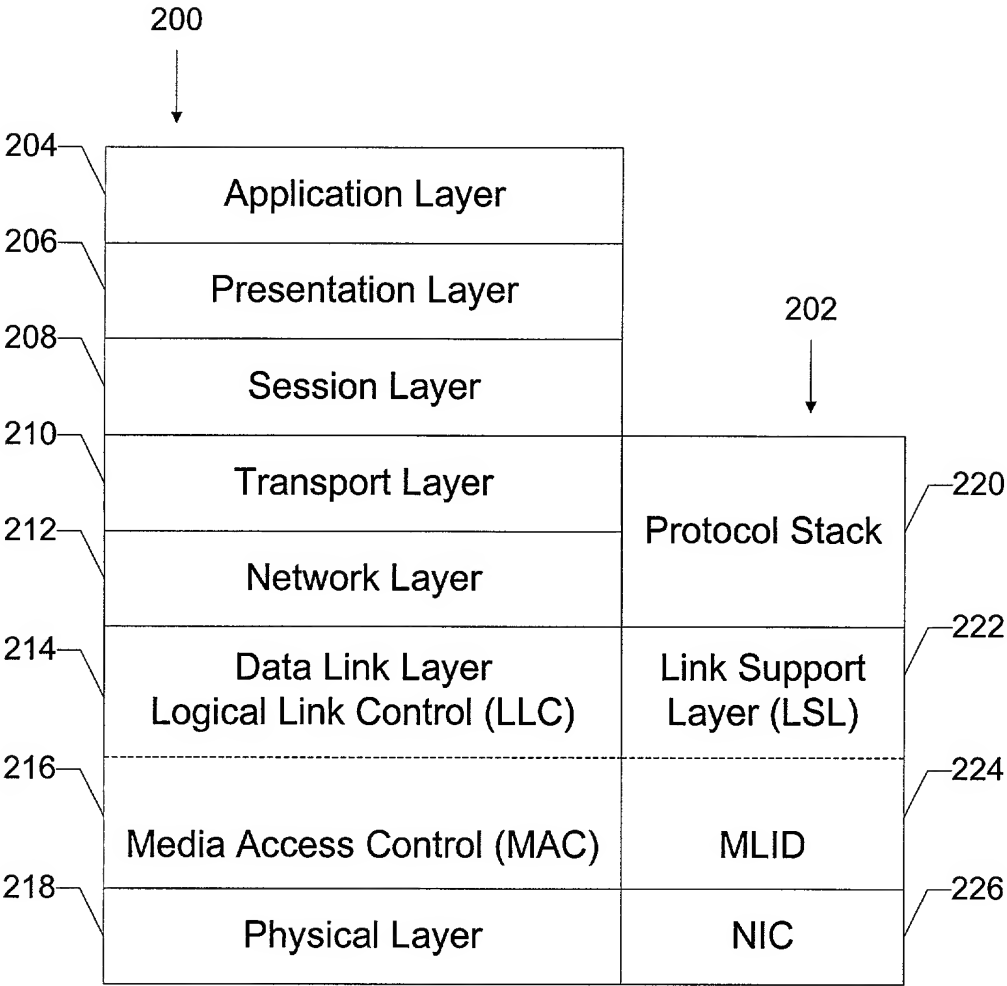 200
204
Application Layer
206
Presentation Layer
202
208
Session Layer
210
Transport Layer
220
Protocol Stack
212
Network Layer
222
214
Data Link Layer
Logical Link Control (LLC)
Link Support
Layer (LSL)
216
224
Media Access Control (MAC)
MLID
218
226
Physical Layer
NIC